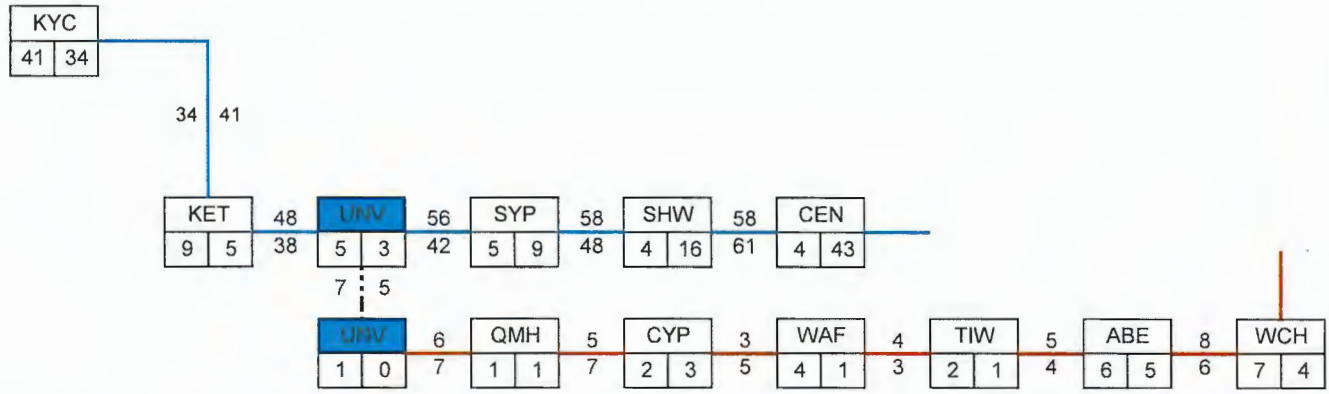 KYC
41 34
34 41
KET 48 UNV 56 SYP 58 SHW 58 CEN
9 5 38 5 3 42 5 9 48 4 16 61 4 43
7 5
UNV 6 QMH 5 CYP 3 WAF 4 TIW 5 ABE 8 WCH
1 0 7 1 1 7 2 3 5 4 1 3 2 1 4 6 5 6 7 4